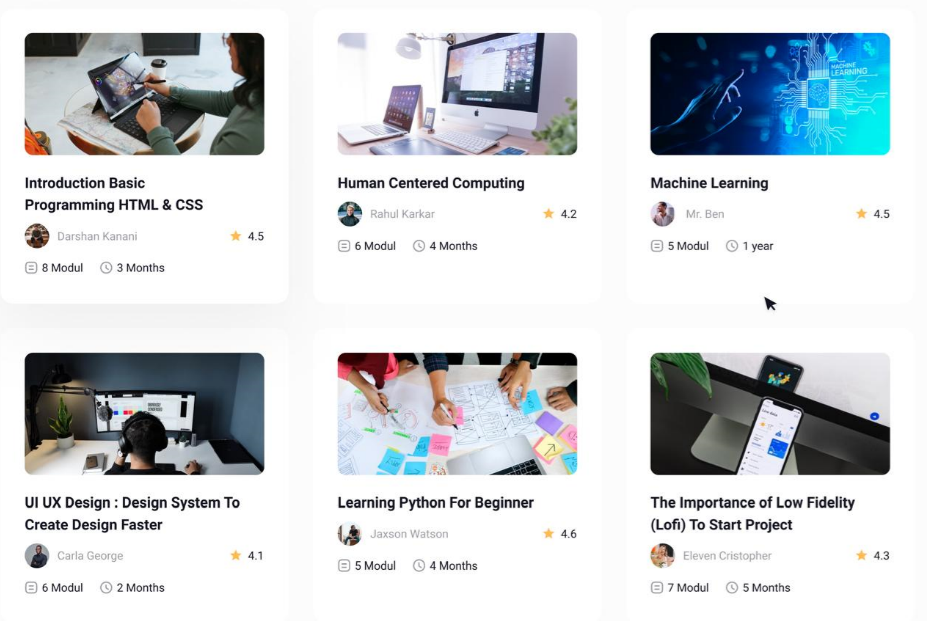 MACHINE
LEARNING
Introduction Basic
Programming HTML & CSS
Darshan Kanani
4.5
8 Modul
3 Months
Human Centered Computing
Rahul Karkar
4.2
6 Modul
4 Months
Machine Learning
Mr. Ben
4.5
5 Modul
1 year
UI UX Design : Design System To
Create Design Faster
Carla George
4.1
6 Modul
2 Months
Learning Python For Beginner
Jaxson Watson
4.6
5 Modul
4 Months
The Importance of Low Fidelity
(Lofi) To Start Project
Eleven Cristopher
4.3
7 Modul
5 Months